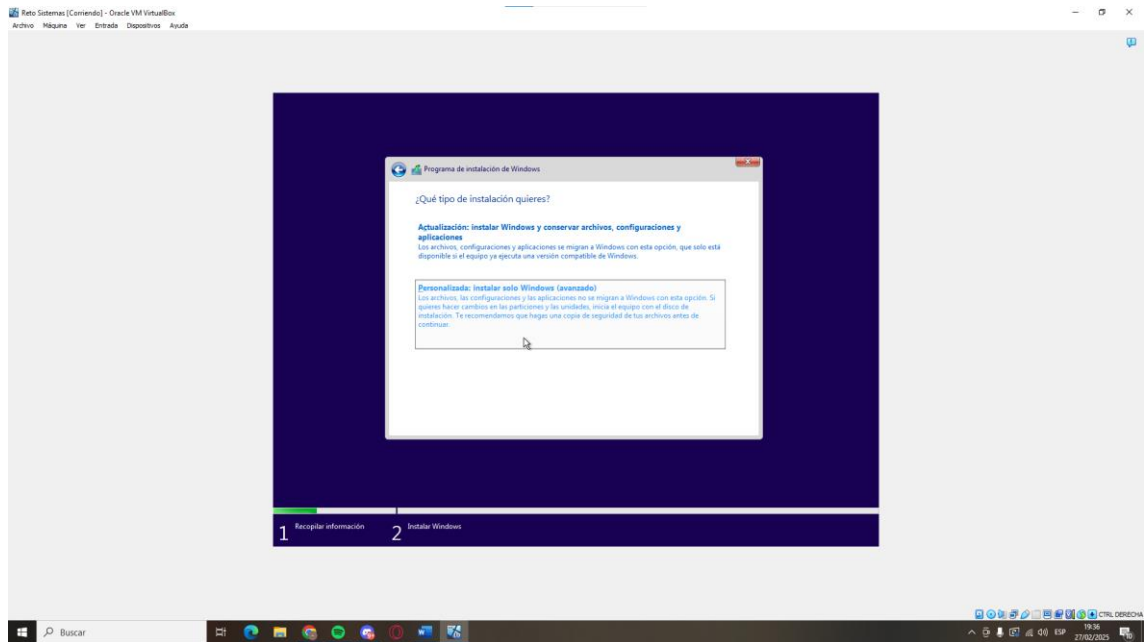 Reto Sistemas [Corriendo] - Oracle VM VirtualBox
Archivo Máquina Ver Entrada Dispositivos Ayuda
Programa de instalación de Windows
¿Qué tipo de instalación quieres?
Actualización: instalar Windows y conservar archivos, configuraciones y
aplicaciones
Los archivos, configuraciones y aplicaciones se migran a Windows con esta opción, que solo está
disponible si el equipo ya ejecuta una versión compatible de Windows.
Personalizada: instalar solo Windows (avanzado)
Los archivos, las configuraciones y las aplicaciones no se migran a Windows con esta opción. Si
quieres hacer cambios en las particiones y las unidades, inicia el equipo con el disco de
instalación. Te recomendamos que hagas una copia de seguridad de tus archivos antes de
continuar.
1 Recopilar información 2 Instalar Windows
CTRL DERECHA
Buscar
ESP
19:36
27/02/2025